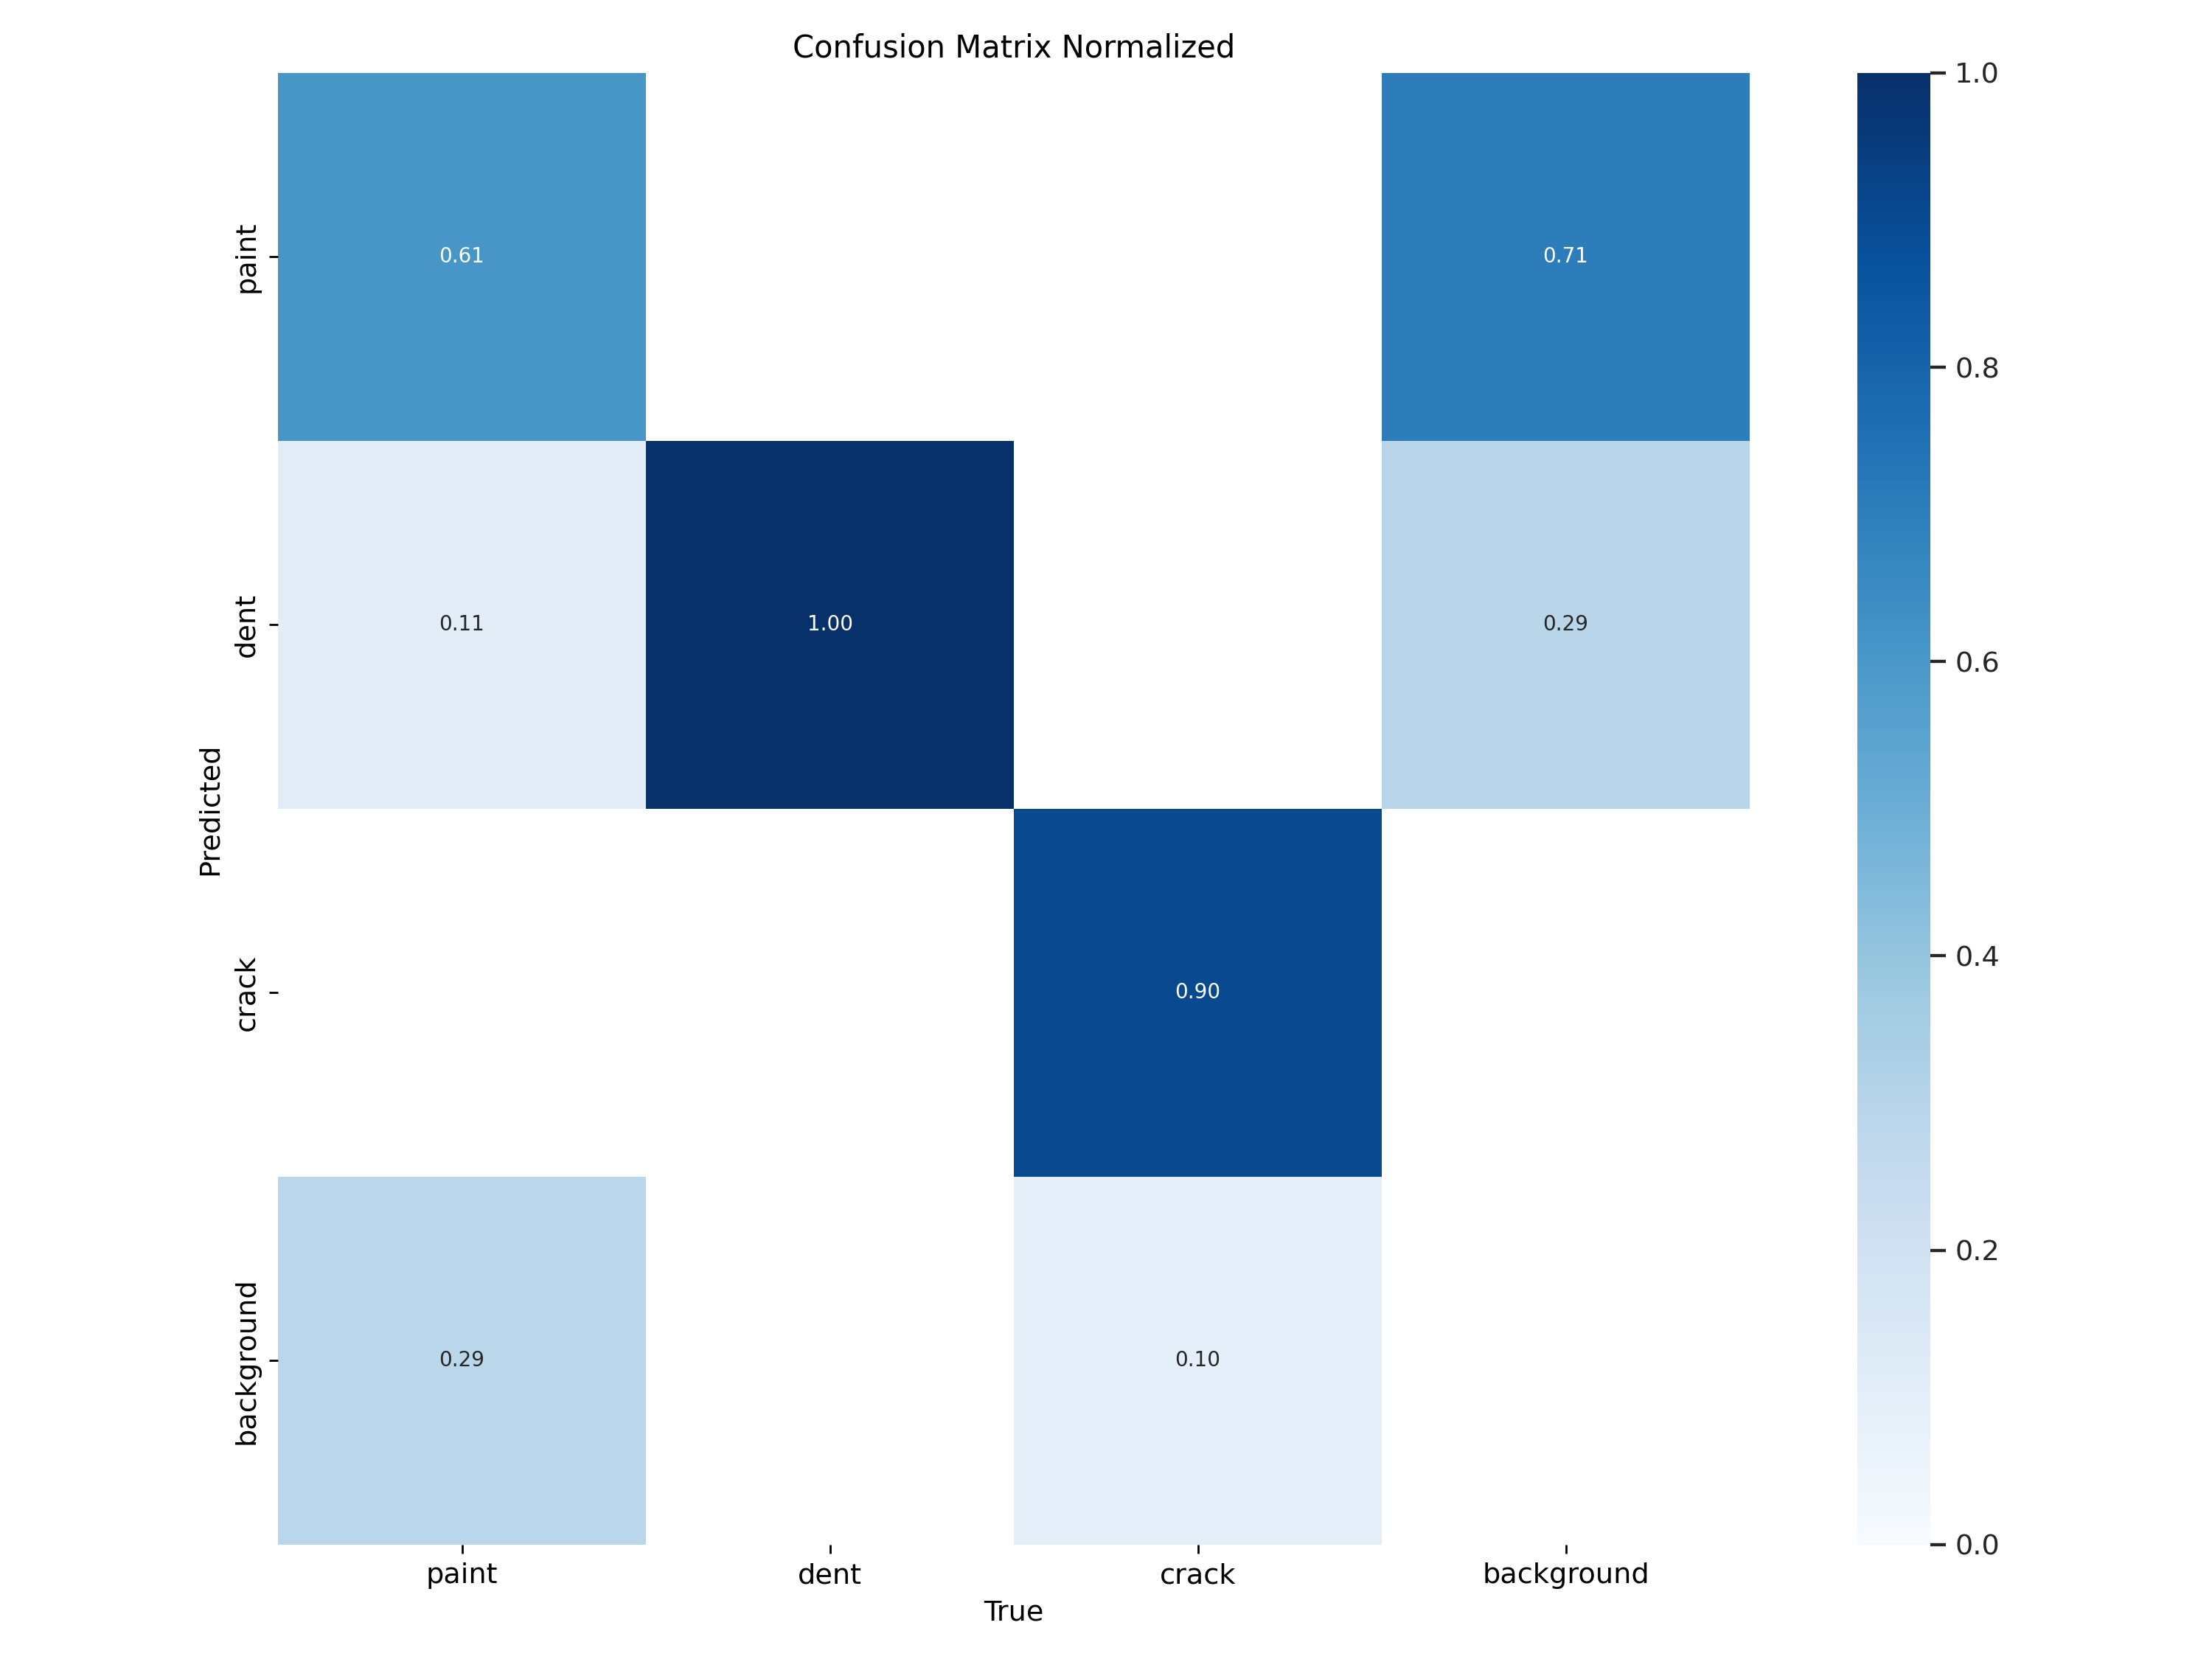 Confusion Matrix Normalized
1.0
paint
0.61
0.71
0.8
dent
0.11
1.00
0.29
0.6
Predicted
crack
0.90
0.4
background
0.29
0.10
0.2
0.0
paint
dent
crack
background
True